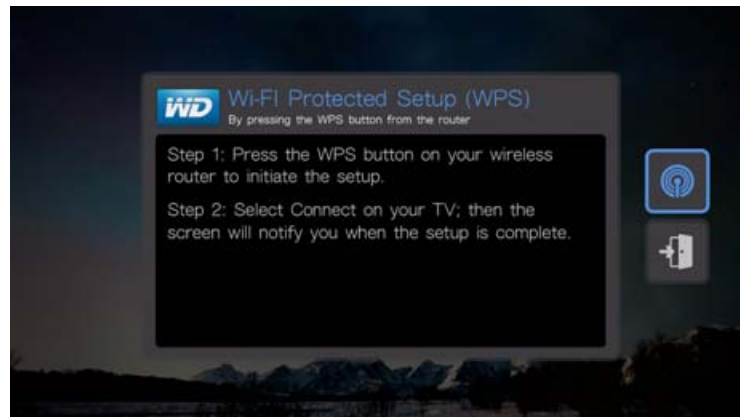 WD
Wi-FI Protected Setup (WPS)
By pressing the WPS button from the router
Step 1: Press the WPS button on your wireless
router to initiate the setup.
Step 2: Select Connect on your TV; then the
screen will notify you when the setup is complete.